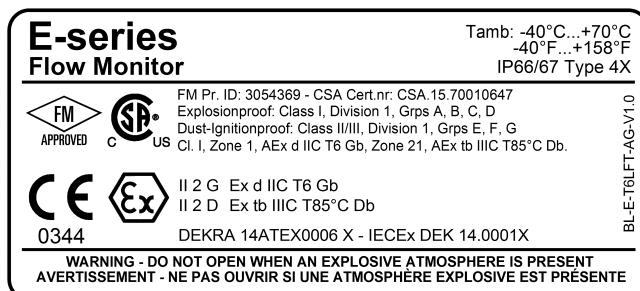 E-series
Flow Monitor
Tamb: -40°C...+70°C
-40°F...+158°F
IP66/67 Type 4X
FM
APPROVED
CSA
C US
FM Pr. ID: 3054369 - CSA Cert.nr: CSA.15.70010647
Explosionproof: Class I, Division 1, Grps A, B, C, D
Dust-Ignitionproof: Class II/III, Division 1, Grps E, F, G
Cl. I, Zone 1, AEx d IIC T6 Gb, Zone 21, AEx tb IIIC T85°C Db.
BL-E-T6LFT-AG-V1.0
CE
0344
Ex
II 2 G Ex d IIC T6 Gb
II 2 D Ex tb IIIC T85°C Db
DEKRA 14ATEX0006 X - IECEx DEK 14.0001X
WARNING - DO NOT OPEN WHEN AN EXPLOSIVE ATMOSPHERE IS PRESENT
AVERTISSEMENT - NE PAS OUVRIR SI UNE ATMOSPHÈRE EXPLOSIVE EST PRÉSENTE